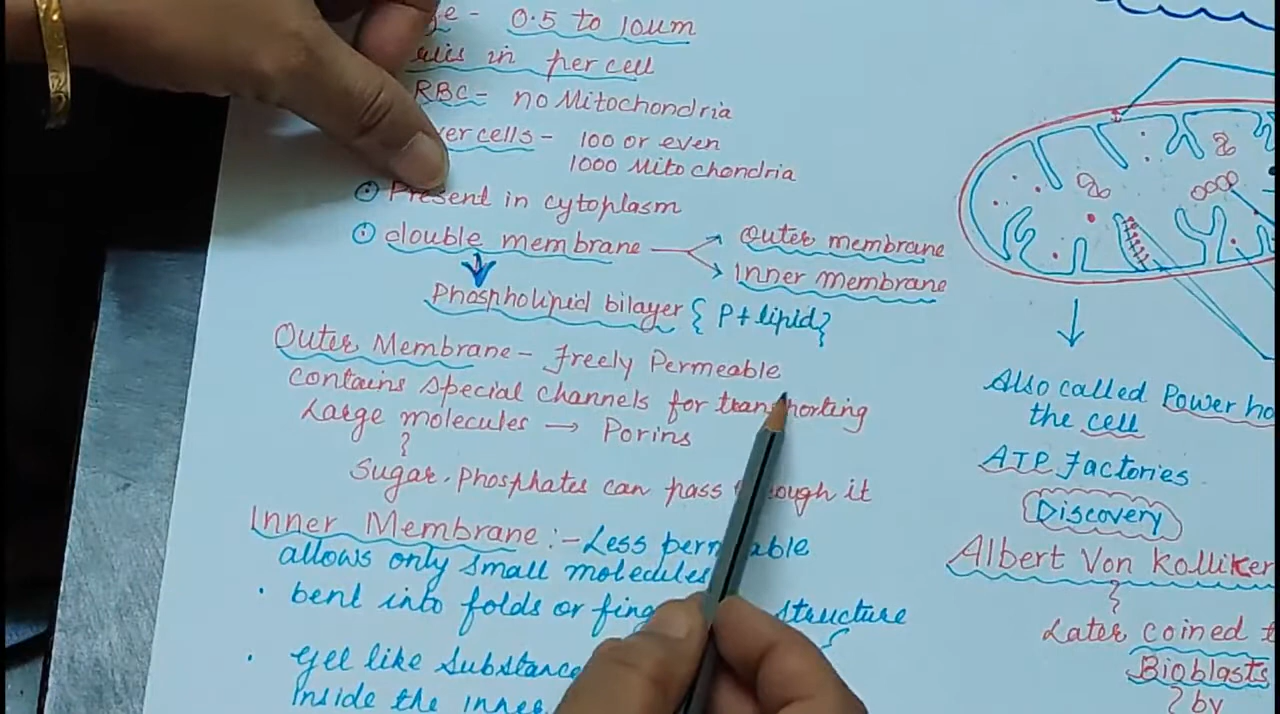 0.5 to 10um
in per cell
RBC- no Mitochondria
cells - 100 or even
1000 Mitochondria
Present in cytoplasm
double membrane → Outer membrane
→ Inner Membrane
Phospholipid bilayer { P + lipid }
Outer Membrane - Freely Permeable
contains special channels for
Large molecules → Porins
Sugar, Phosphates can pass it
Inner Membrane :- Less
allows only small molecules
bent into folds or structure
gel like substance
Inside the inner
Also called Power
the cell
ATP Factories
Discovery
Albert Von Kolliker
Later coined
Bioblasts
by